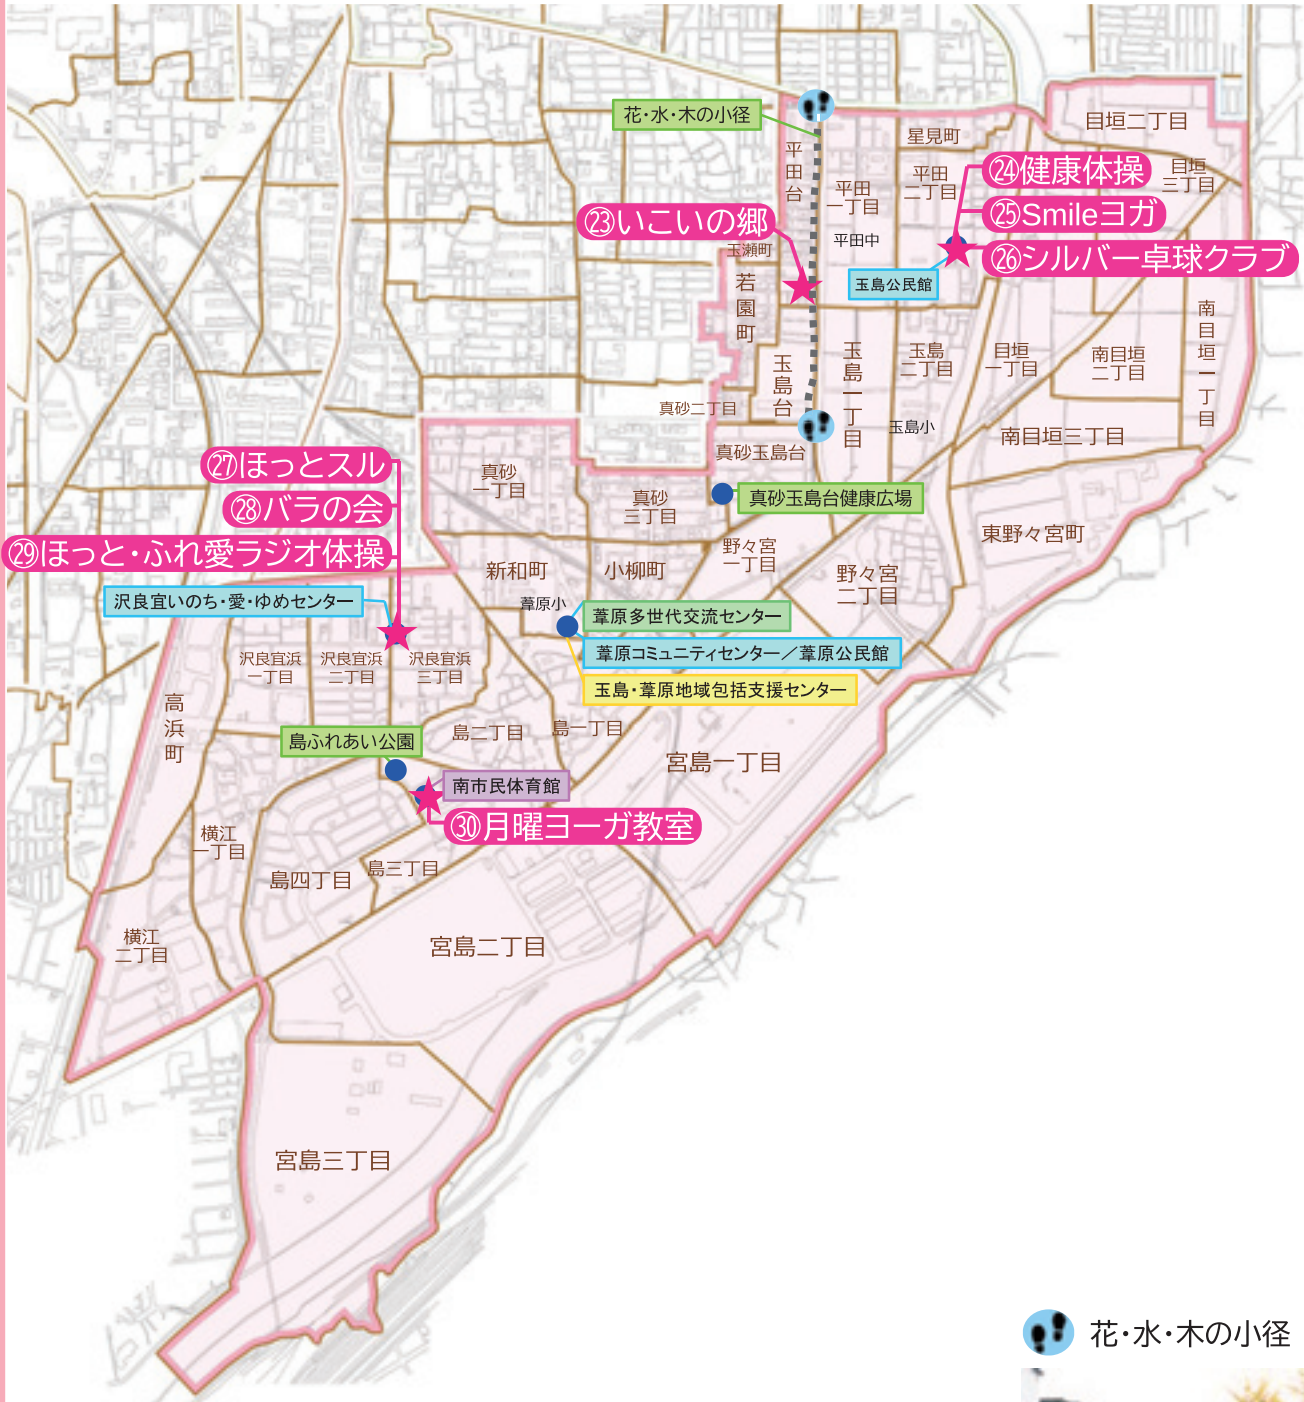 花・水・木の小径
星見町
目垣二丁目
平田台
平田
一丁目
平田
二丁目
目垣
三丁目
㉔健康体操
㉕Smileヨガ
㉖シルバー卓球クラブ
㉓いこいの郷
平田中
玉瀬町
玉島公民館
若園町
南目垣一丁目
玉島台
玉島一丁目
玉島
二丁目
目垣
一丁目
南目垣
二丁目
真砂二丁目
玉島小
南目垣三丁目
真砂玉島台
㉗ほっとスル
㉘バラの会
㉙ほっと・ふれ愛ラジオ体操
真砂
一丁目
真砂
三丁目
真砂玉島台健康広場
東野々宮町
野々宮
一丁目
新和町
小柳町
野々宮
二丁目
沢良宜いのち・愛・ゆめセンター
葦原小
葦原多世代交流センター
葦原コミュニティセンター／葦原公民館
玉島・葦原地域包括支援センター
沢良宜浜
一丁目
沢良宜浜
二丁目
沢良宜浜
三丁目
高浜町
島ふれあい公園
島二丁目
島一丁目
宮島一丁目
南市民体育館
㉚月曜ヨーガ教室
横江
一丁目
島四丁目
島三丁目
横江
二丁目
宮島二丁目
宮島三丁目
花・水・木の小径